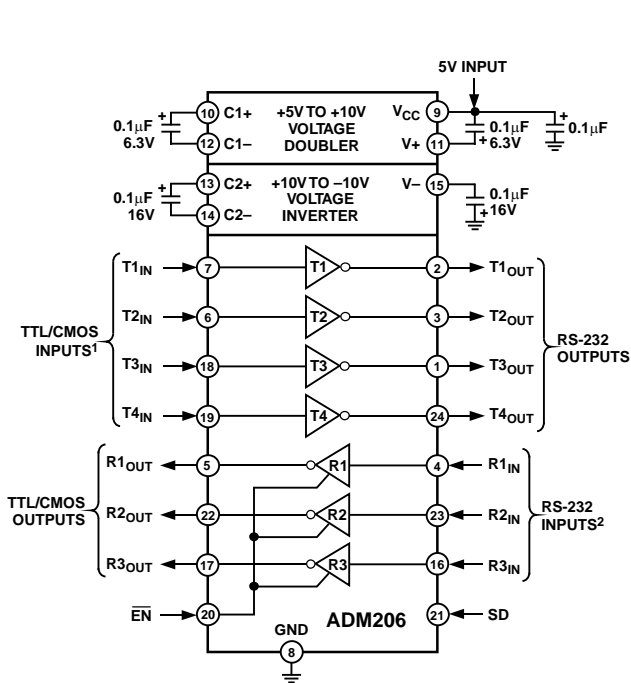 5V INPUT
10 C1+ +5V TO +10V VCC 9
0.1μF + VOLTAGE + 0.1μF + 0.1μF
6.3V 12 C1– DOUBLER V+ 11 + 6.3V
13 C2+ +10V TO –10V V– 15
0.1μF + VOLTAGE 0.1μF
16V 14 C2– INVERTER + 16V
T1IN 7 T1 2 T1OUT
T2IN 6 T2 3 T2OUT
TTL/CMOS
INPUTS1
RS-232
OUTPUTS
T3IN 18 T3 1 T3OUT
T4IN 19 T4 24 T4OUT
R1OUT 5 R1 4 R1IN
TTL/CMOS
OUTPUTS
R2OUT 22 R2 23 R2IN
RS-232
INPUTS2
R3OUT 17 R3 16 R3IN
EN 20 ADM206 21 SD
GND
8